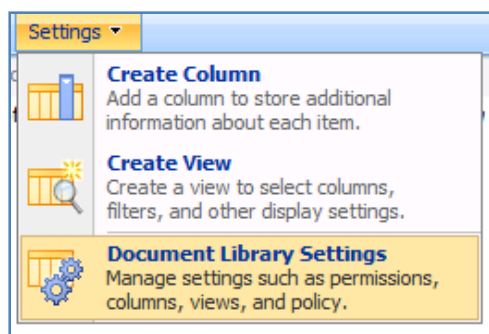 Settings
Create Column
Add a column to store additional
information about each item.
Create View
Create a view to select columns,
filters, and other display settings.
Document Library Settings
Manage settings such as permissions,
columns, views, and policy.